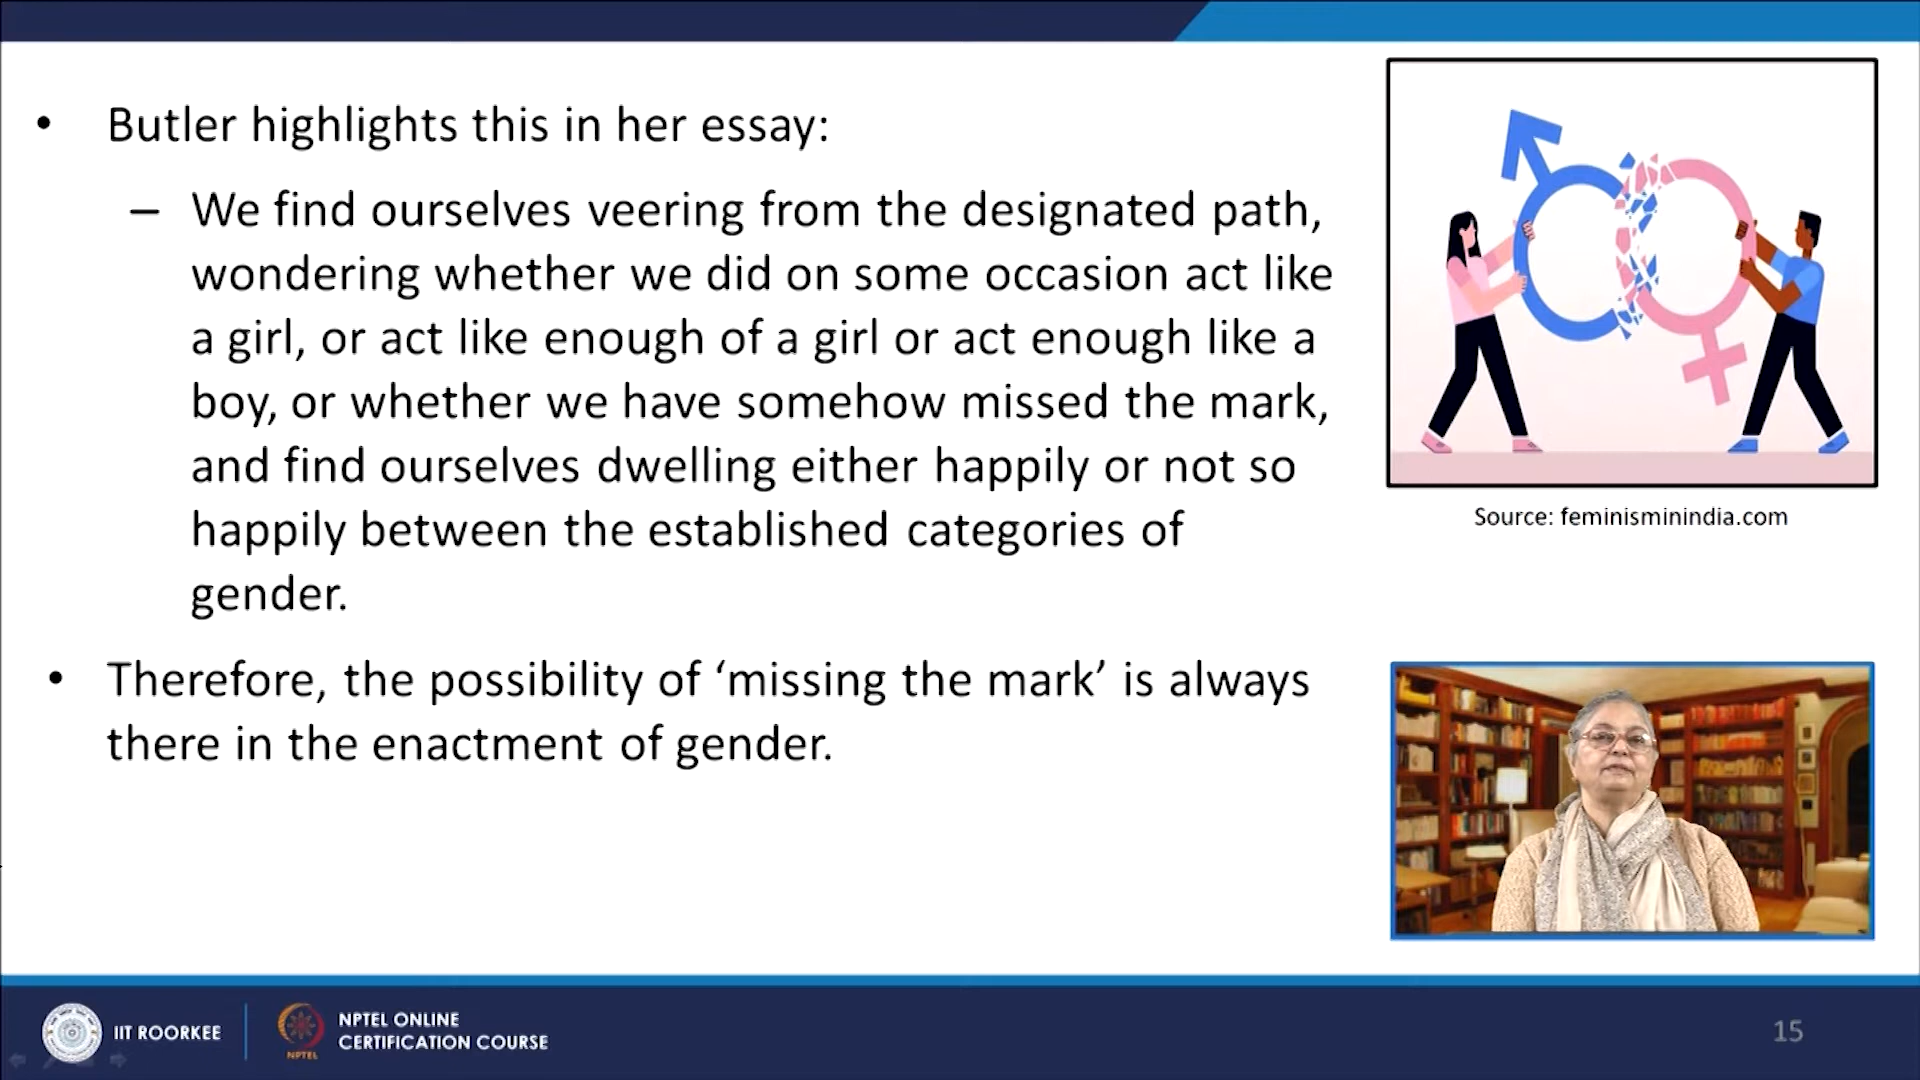 • Butler highlights this in her essay:
– We find ourselves veering from the designated path,
wondering whether we did on some occasion act like
a girl, or act like enough of a girl or act enough like a
boy, or whether we have somehow missed the mark,
and find ourselves dwelling either happily or not so
happily between the established categories of
gender.
• Therefore, the possibility of ‘missing the mark’ is always
there in the enactment of gender.
Source: feminisminindia.com
IIT ROORKEE
NPTEL
NPTEL ONLINE
CERTIFICATION COURSE
15